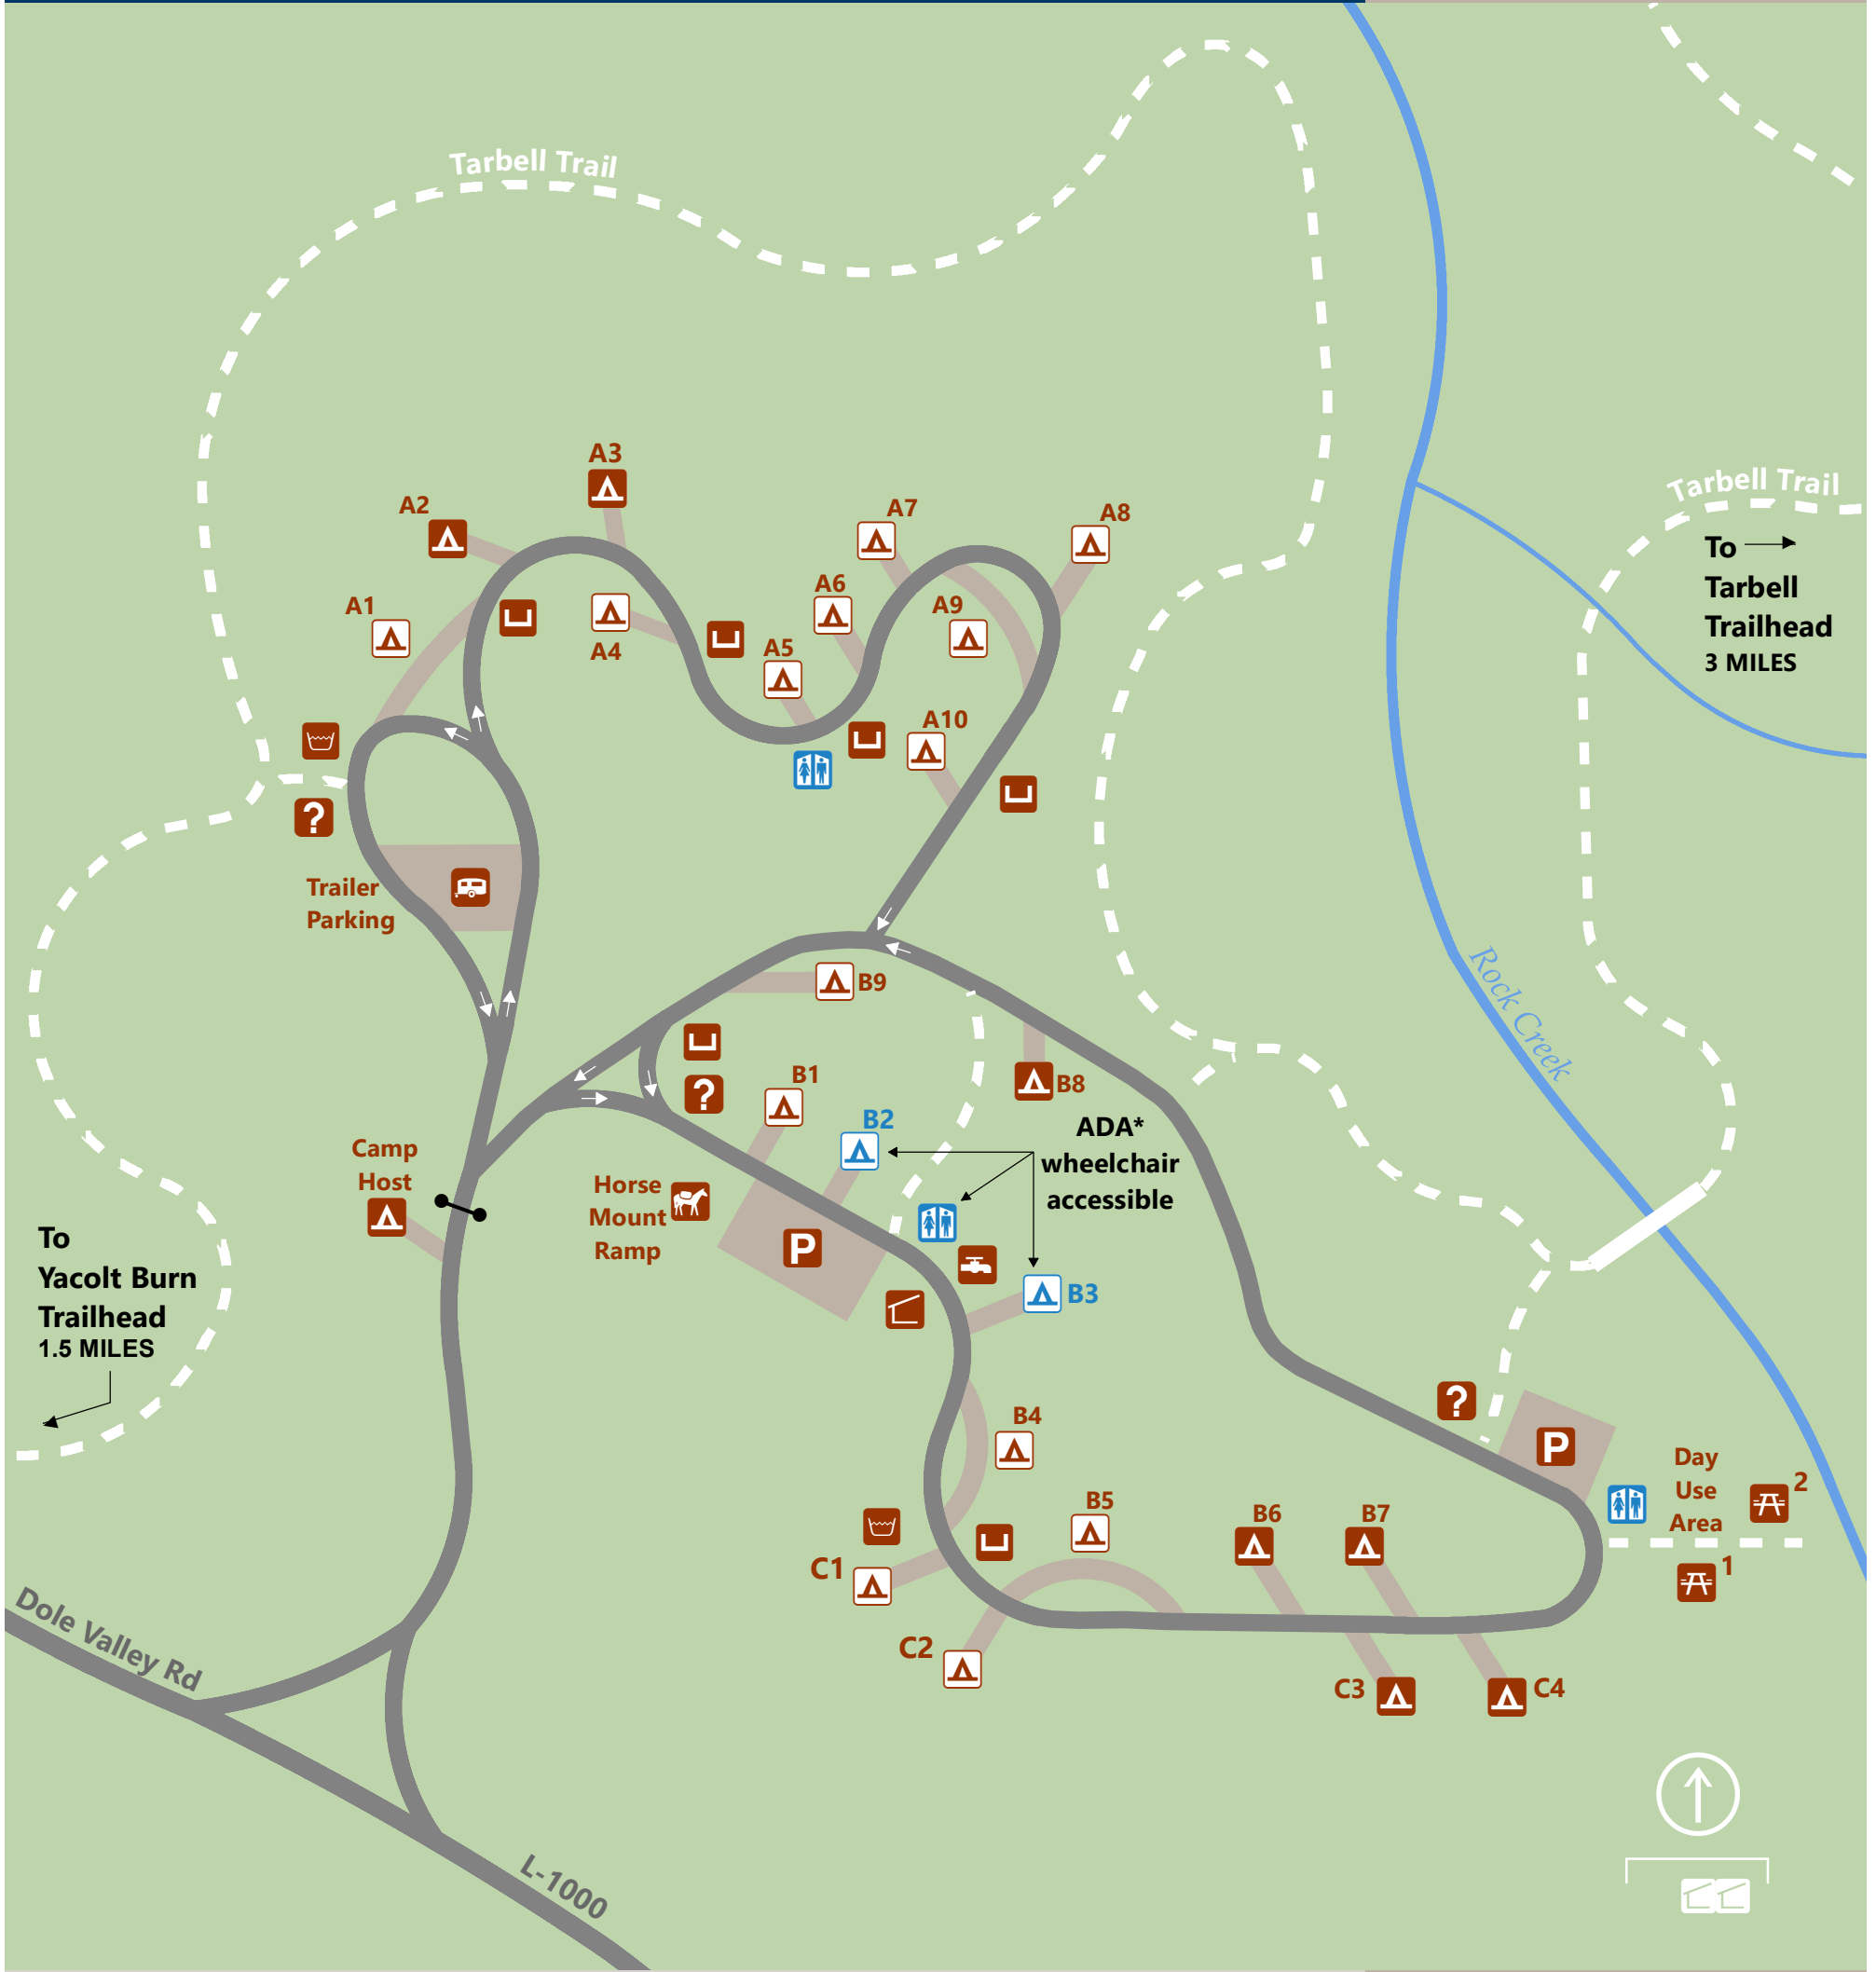 Tarbell Trail
A3
A2
A7
A8
A6
A1
A9
A4
A5
A10
Tarbell Trail
To
Tarbell
Trailhead
3 MILES
?
Trailer
Parking
Rock Creek
B9
?
B1
B8
B2
ADA*
wheelchair
accessible
Camp
Host
Horse
Mount
Ramp
P
B3
To
Yacolt Burn
Trailhead
1.5 MILES
?
P
B4
Day
Use
Area
2
B5
B6
B7
1
C1
C2
C3
C4
Dole Valley Rd
L-1000